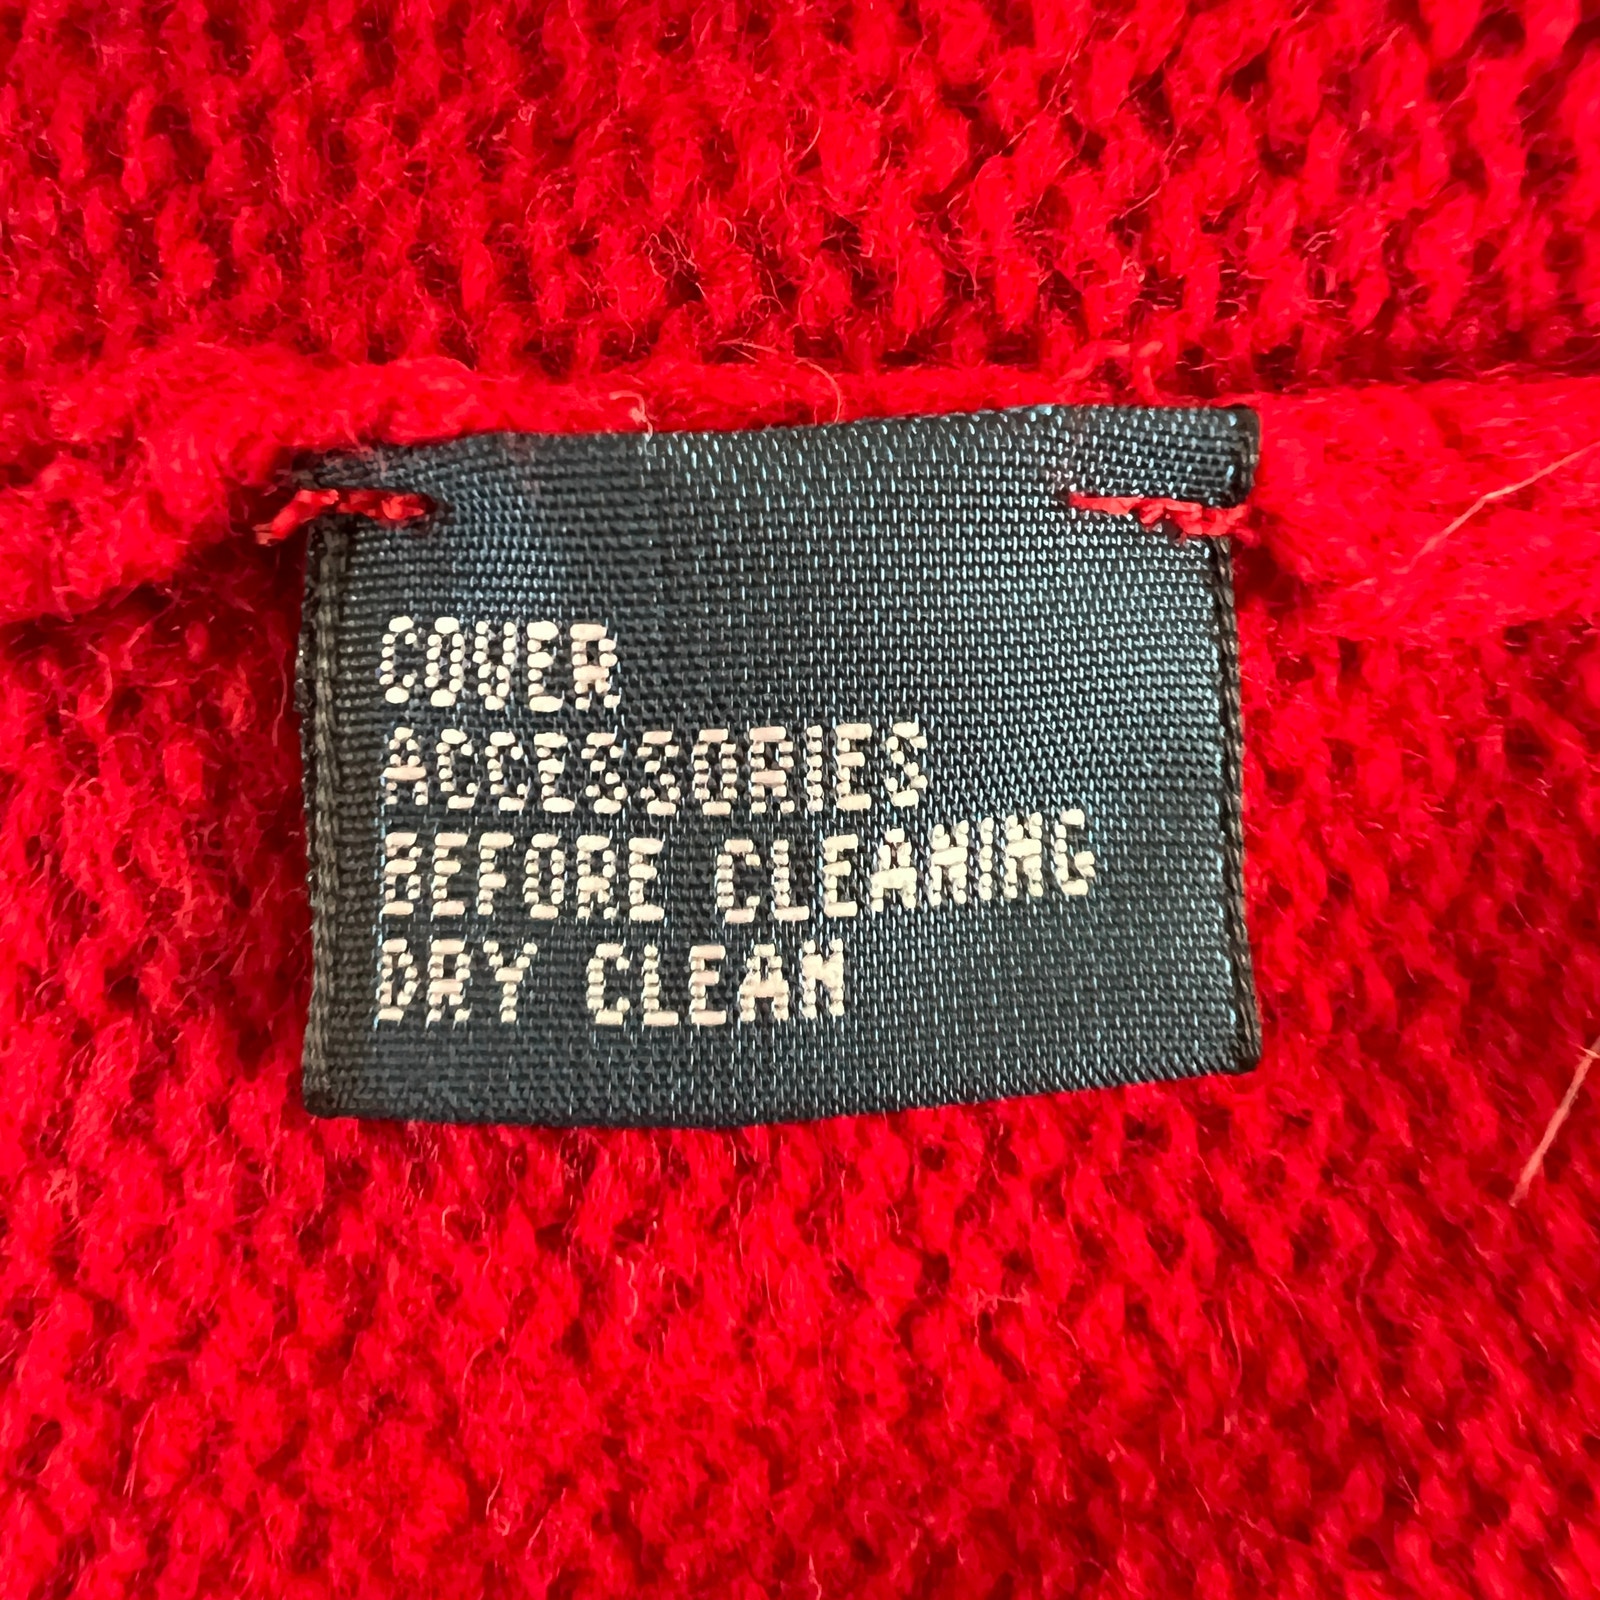 COVER
ACCESSORIES
BEFORE CLEANING
DRY CLEAN